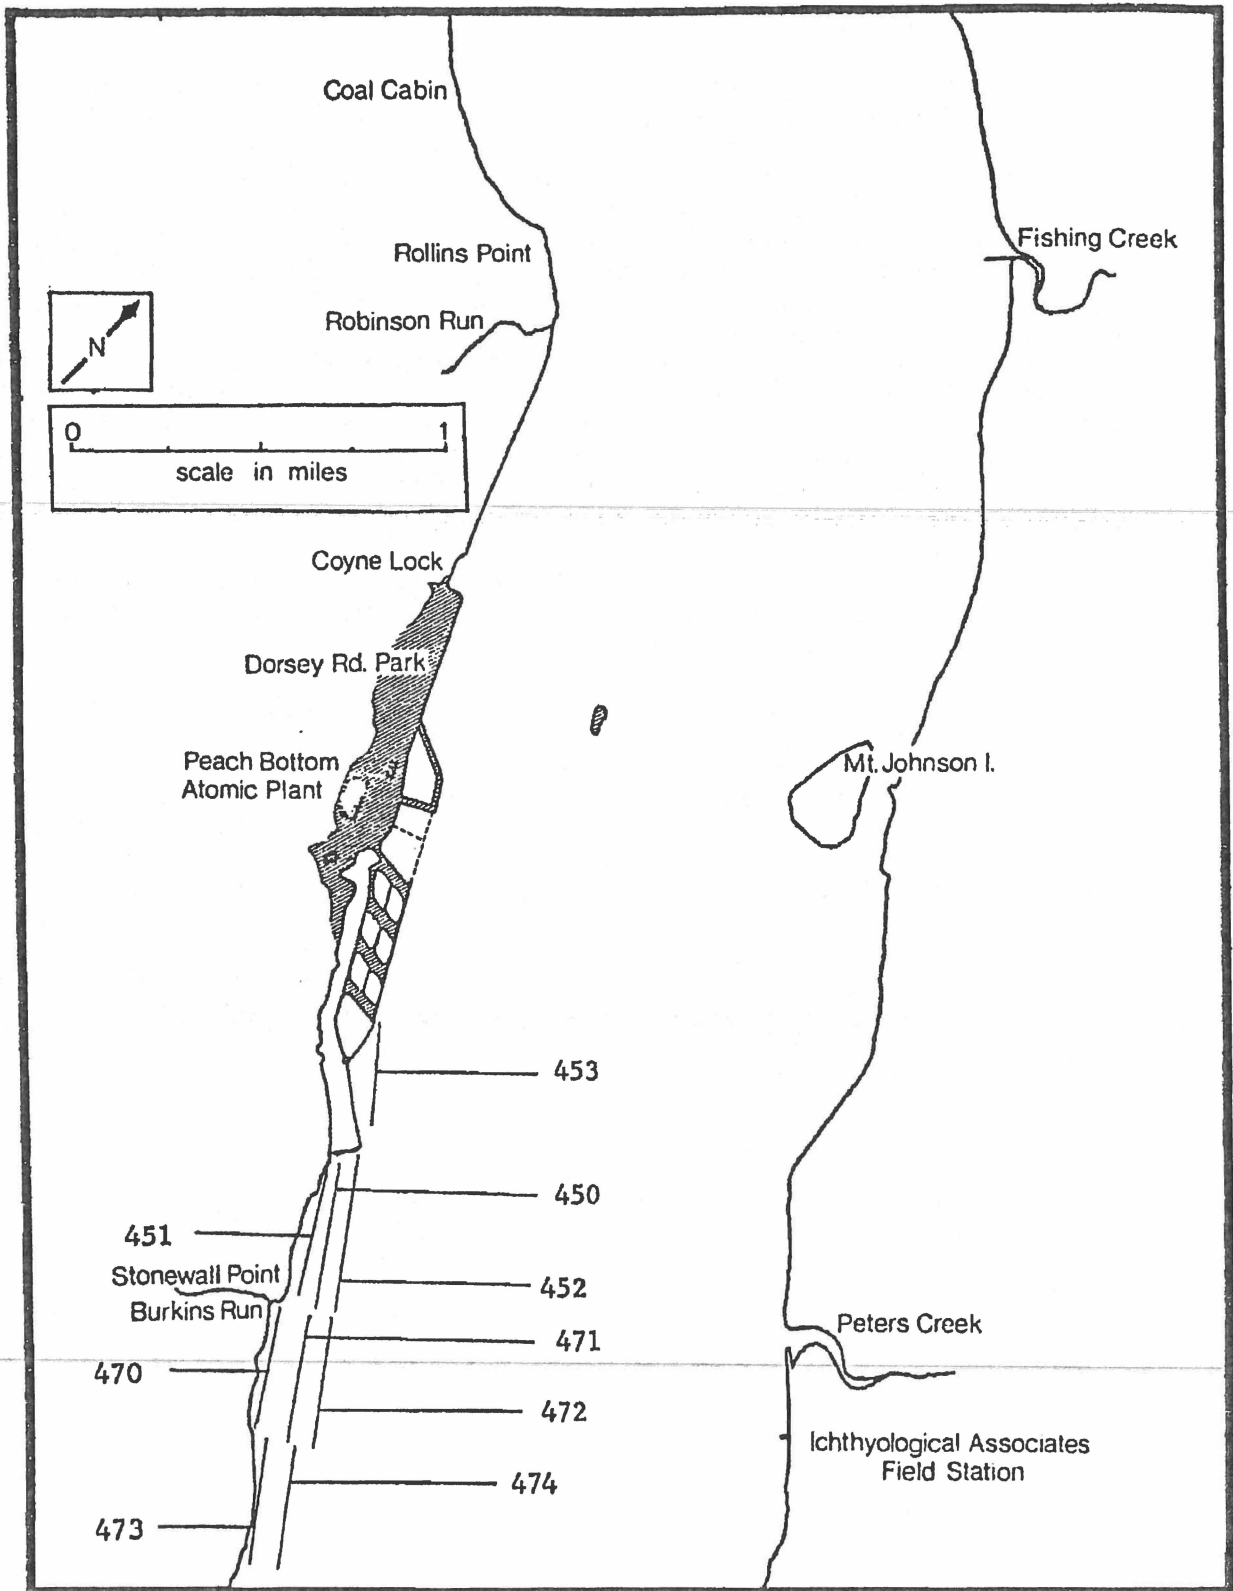 Coal Cabin
Fishing Creek
Rollins Point
Robinson Run
N
0 1
scale in miles
Coyne Lock
Dorsey Rd. Park
Peach Bottom
Atomic Plant
Mt. Johnson I.
453
450
451
Stonewall Point
452
Burkins Run
471
Peters Creek
470
472
Ichthyological Associates
Field Station
474
473